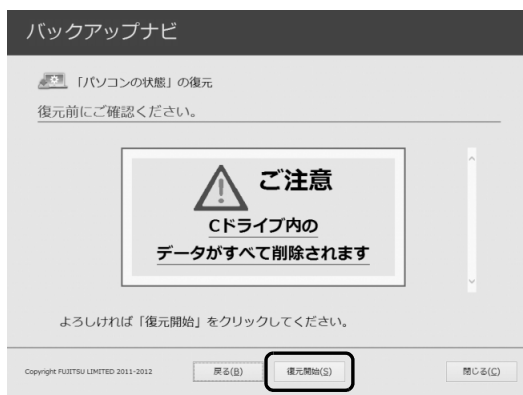 バックアップナビ
「パソコンの状態」の復元
復元前にご確認ください。
ご注意
Cドライブ内の
データがすべて削除されます
よろしければ「復元開始」をクリックしてください。
Copyright FUJITSU LIMITED 2011-2012
戻る(B)
復元開始(S)
閉じる(C)